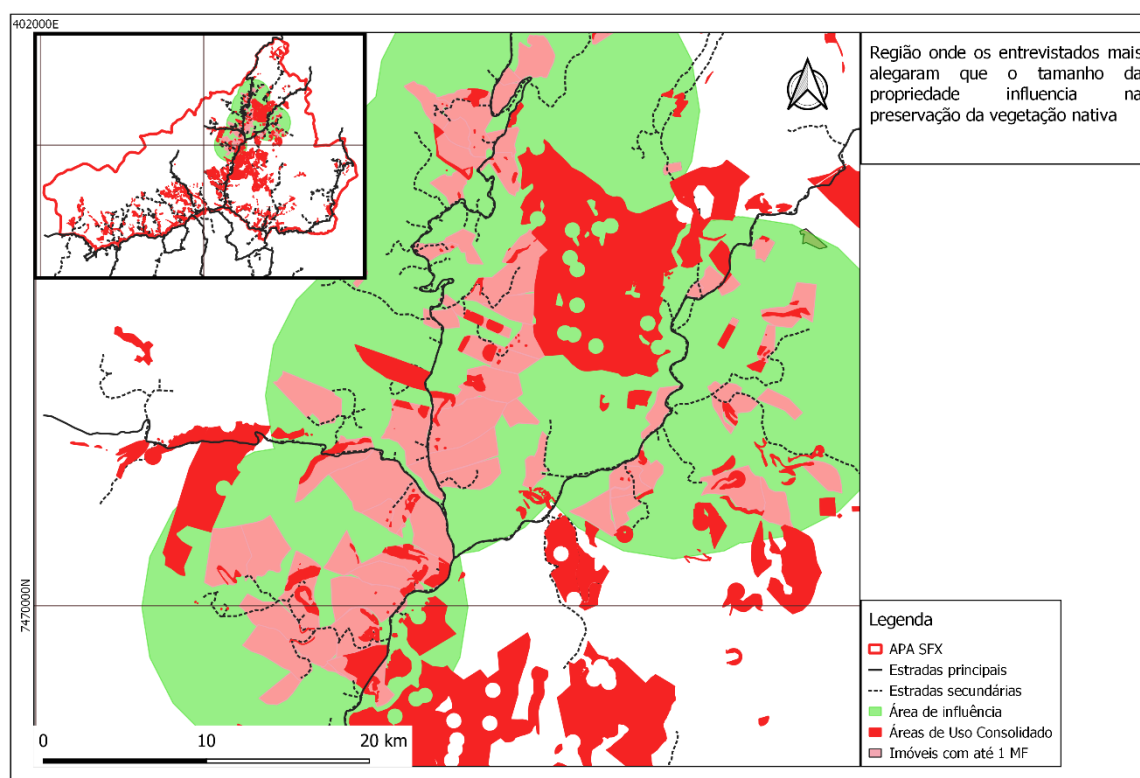 402000E
Região onde os entrevistados mais
alegaram que o tamanho da
propriedade influencia na
preservação da vegetação nativa
7470000N
Legenda
APA SFX
Estradas principais
Estradas secundárias
Área de influência
Áreas de Uso Consolidado
Imóveis com até 1 MF
0 10 20 km